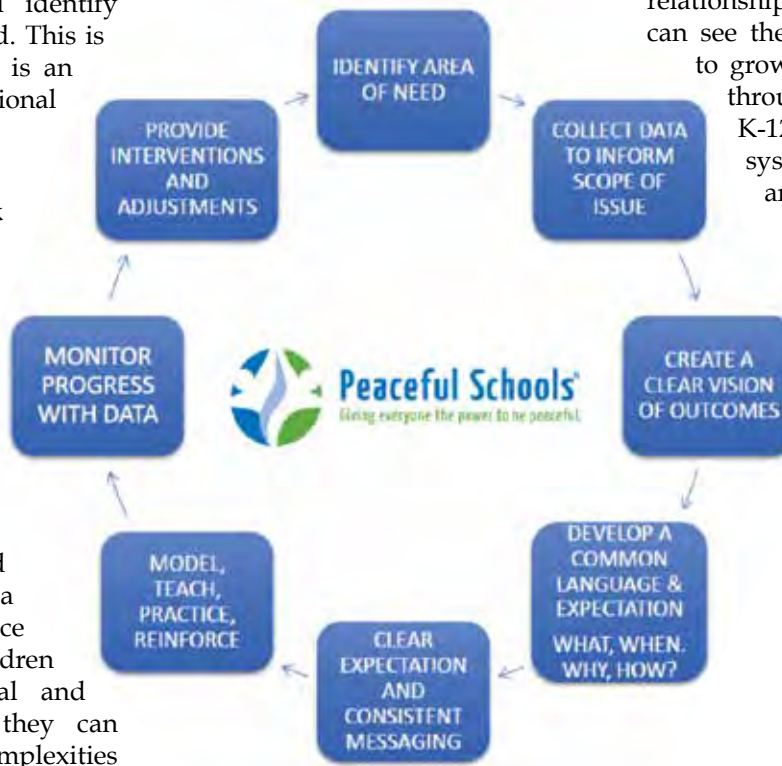 identify
d. This is
is an
tional
relationship
can see the
to grow
throu
K-12
sys
IDENTIFY AREA
OF NEED
COLLECT DATA
TO INFORM
SCOPE OF
ISSUE
CREATE A
CLEAR VISION
OF OUTCOMES
DEVELOP A
COMMON
LANGUAGE &
EXPECTATION
WHAT, WHEN.
WHY, HOW?
CLEAR
EXPECTATION
AND
CONSISTENT
MESSAGING
MODEL,
TEACH,
PRACTICE,
REINFORCE
MONITOR
PROGRESS
WITH DATA
PROVIDE
INTERVENTIONS
AND
ADJUSTMENTS
Peaceful Schools®
Giving everyone the power to be peaceful.
a
ce
dren
al and
they can
mplexities